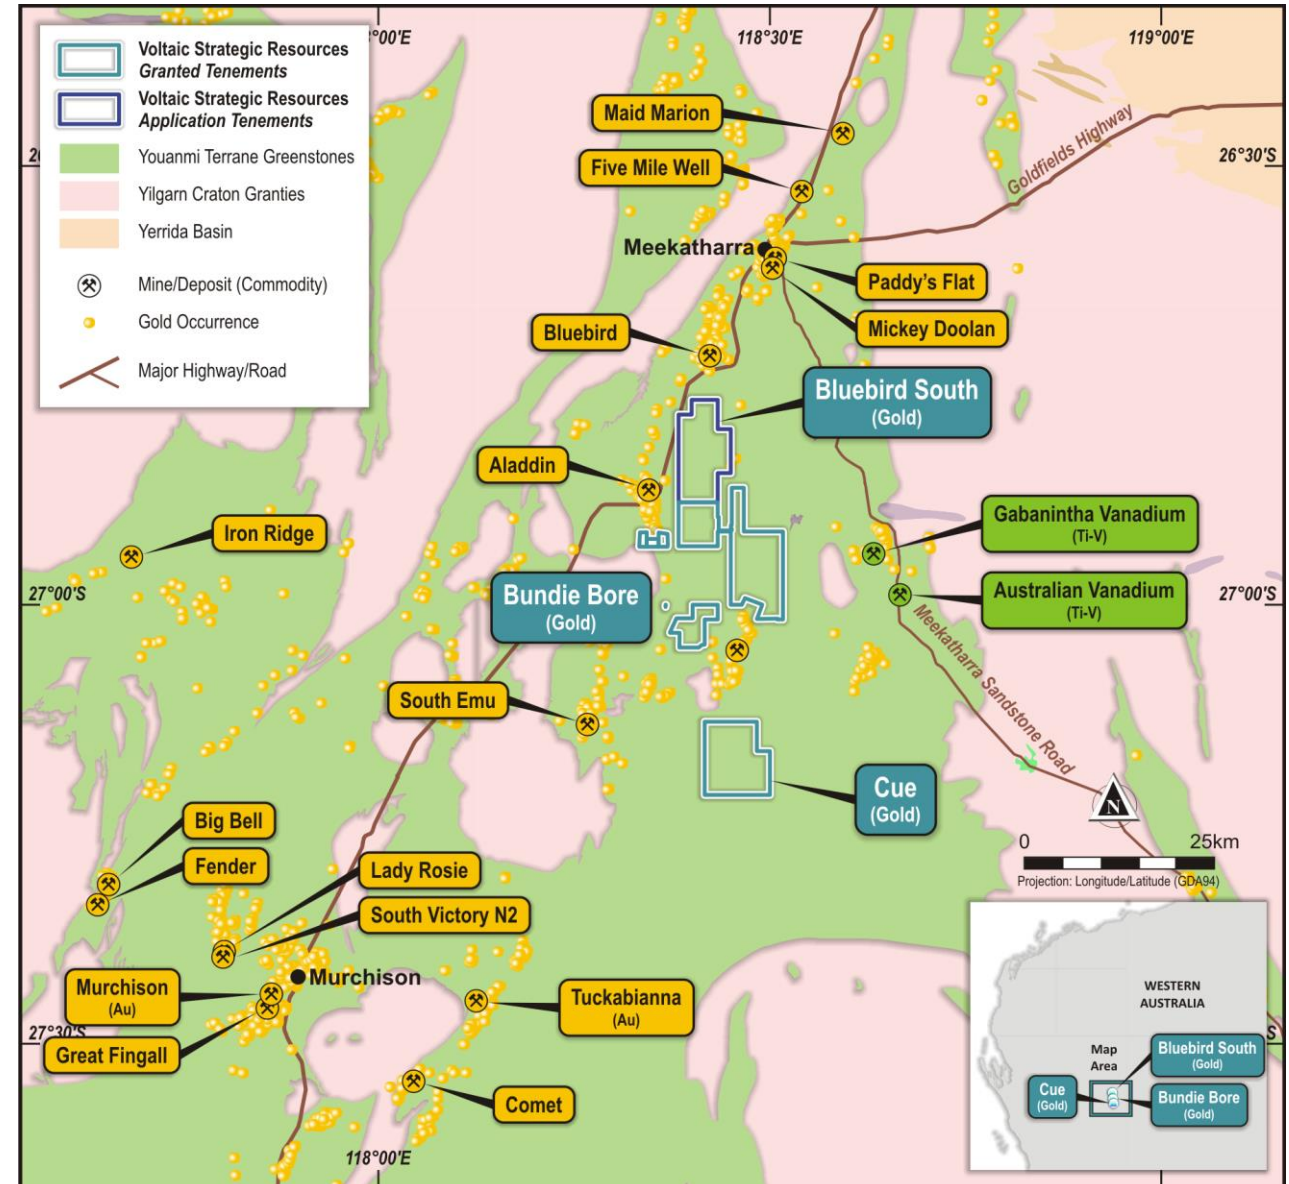 Voltaic Strategic Resources
Granted Tenements
Voltaic Strategic Resources
Application Tenements
Youanmi Terrane Greenstones
Yilgarn Craton Granties
Yerrida Basin
Mine/Deposit (Commodity)
Gold Occurrence
Major Highway/Road
°00'E
118°30'E
119°00'E
26
26°30'S
Maid Marion
Five Mile Well
Goldfields Highway
Meekatharra
Paddy's Flat
Mickey Doolan
Bluebird
Bluebird South
(Gold)
Aladdin
Iron Ridge
Gabanintha Vanadium
(Ti-V)
Australian Vanadium
(Ti-V)
27°00'S
27°00'S
Bundie Bore
(Gold)
Meekatharra Sandstone Road
South Emu
Cue
(Gold)
N
0 25km
Projection: Longitude/Latitude (GDA94)
Big Bell
Fender
Lady Rosie
South Victory N2
Murchison
Murchison
(Au)
Tuckabianna
(Au)
27°30'S
Great Fingall
Comet
118°00'E
S
WESTERN
AUSTRALIA
Map
Area
Bluebird South
(Gold)
Cue
(Gold)
Bundie Bore
(Gold)